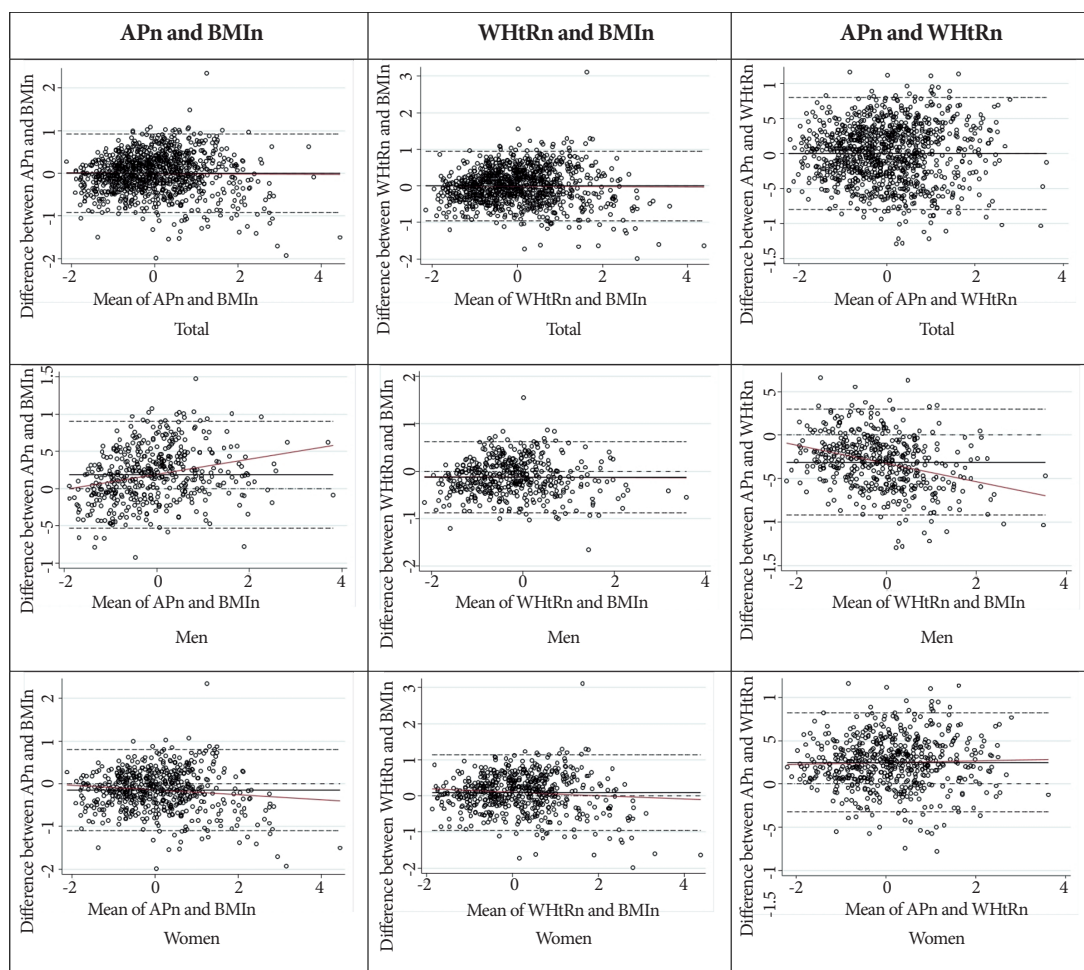 APn and BMIn
WHtRn and BMIn
APn and WHtRn
Difference between APn and BMIn
2
1
0
-1
-2
-2 0 2 4
Mean of APn and BMIn
Total
Difference between WHtRn and BMIn
3
2
1
0
-1
-2
-2 0 2 4
Mean of WHtRn and BMIn
Total
Difference between APn and WHtRn
1
.5
0
-.5
-1
-1.5
-2 0 2 4
Mean of APn and WHtRn
Total
Difference between APn and BMIn
1.5
1
.5
0
.5
-1
-2 0 2 4
Mean of APn and BMIn
Men
Difference between WHtRn and BMIn
2
1
0
-1
-2
-2 0 2 4
Mean of WHtRn and BMIn
Men
Difference between APn and WHtRn
.5
0
-.5
-1
-1.5
-2 0 2 4
Mean of WHtRn and BMIn
Men
Difference between APn and BMIn
2
1
0
-1
-2
-2 0 2 4
Mean of APn and BMIn
Women
Difference between WHtRn and BMIn
3
2
1
0
-1
-2
-2 0 2 4
Mean of WHtRn and BMIn
Women
Difference between APn and WHtRn
1
.5
0
.5
1
-1.5
-2 0 2 4
Mean of APn and WHtRn
Women